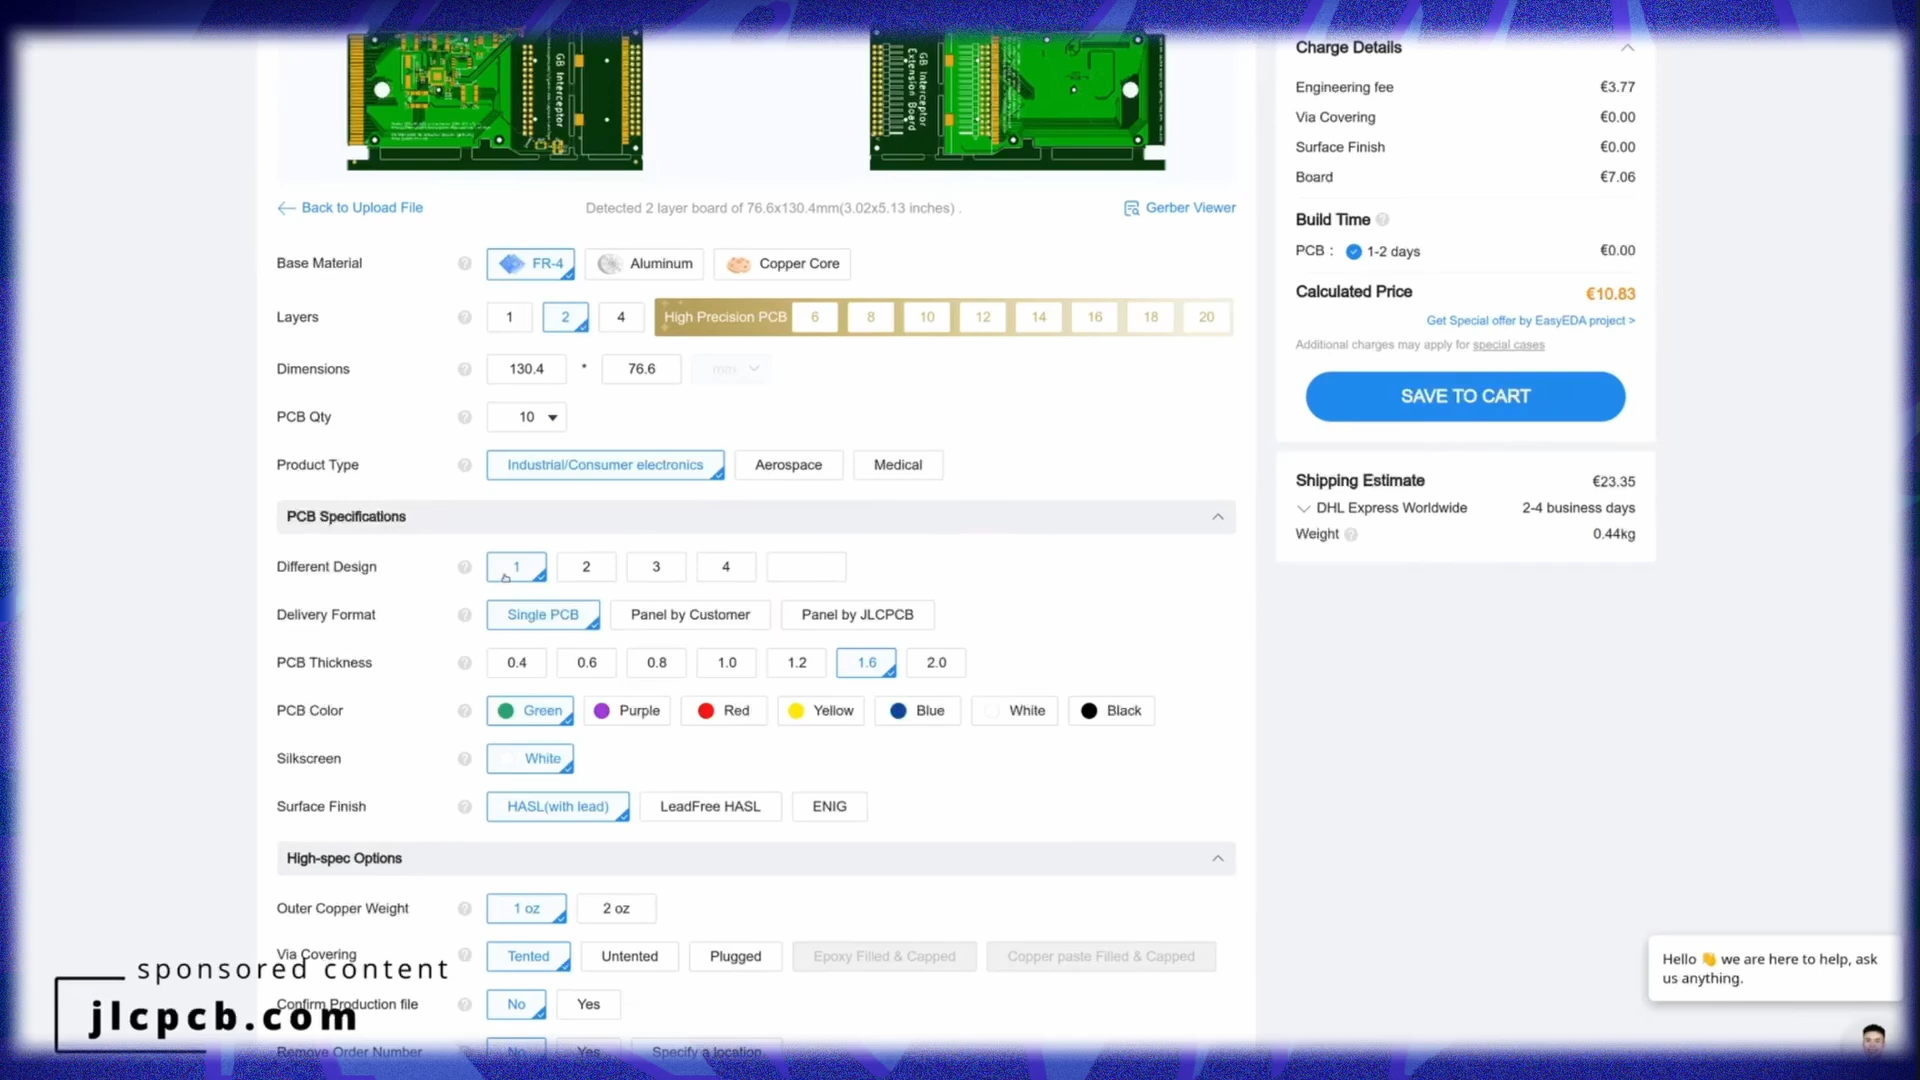 GB Interceptor
GB Interceptor
Extension Board
Back to Upload File
Detected 2 layer board of 76.6x130.4mm(3.02x5.13 inches) .
Gerber Viewer
Base Material
FR-4
Aluminum
Copper Core
Layers
1
2
4
High Precision PCB
6
8
10
12
14
16
18
20
Dimensions
130.4
*
76.6
mm
PCB Qty
10
Product Type
Industrial/Consumer electronics
Aerospace
Medical
PCB Specifications
Different Design
1
2
3
4
Delivery Format
Single PCB
Panel by Customer
Panel by JLCPCB
PCB Thickness
0.4
0.6
0.8
1.0
1.2
1.6
2.0
PCB Color
Green
Purple
Red
Yellow
Blue
White
Black
Silkscreen
White
Surface Finish
HASL(with lead)
LeadFree HASL
ENIG
High-spec Options
Outer Copper Weight
1 oz
2 oz
Via Covering
Tented
Untented
Plugged
Epoxy Filled & Capped
Copper paste Filled & Capped
Confirm Production file
No
Yes
Remove Order Number
No
Yes
Specify a location
sponsored content
jlcpcb.com
Charge Details
Engineering fee €3.77
Via Covering €0.00
Surface Finish €0.00
Board €7.06
Build Time
PCB : 1-2 days €0.00
Calculated Price €10.83
Get Special offer by EasyEDA project >
Additional charges may apply for special cases
SAVE TO CART
Shipping Estimate €23.35
DHL Express Worldwide 2-4 business days
Weight 0.44kg
Hello 👋 we are here to help, ask
us anything.